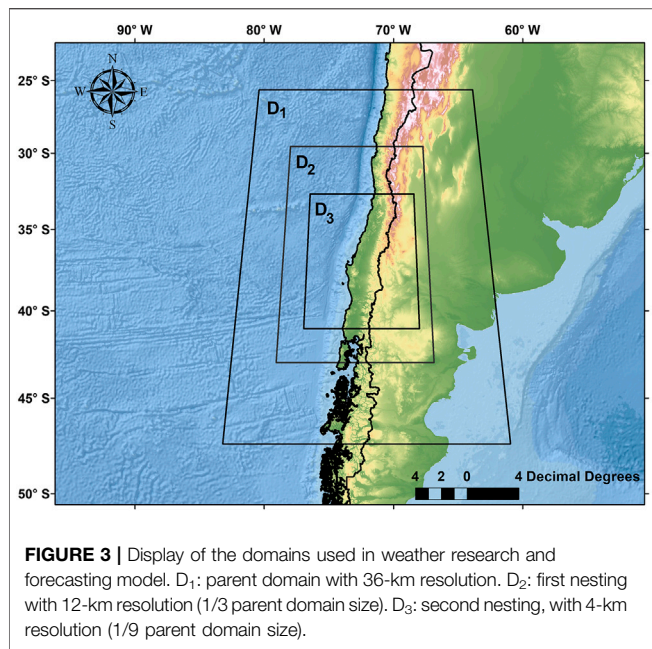 90° W 80° W 70° W 60° W
25° S
30° S
35° S
40° S
45° S
50° S
N
W E
S
D1
D2
D3
4 2 0 4 Decimal Degrees
FIGURE 3 | Display of the domains used in weather research and
forecasting model. D1: parent domain with 36-km resolution. D2: first nesting
with 12-km resolution (1/3 parent domain size). D3: second nesting, with 4-km
resolution (1/9 parent domain size).